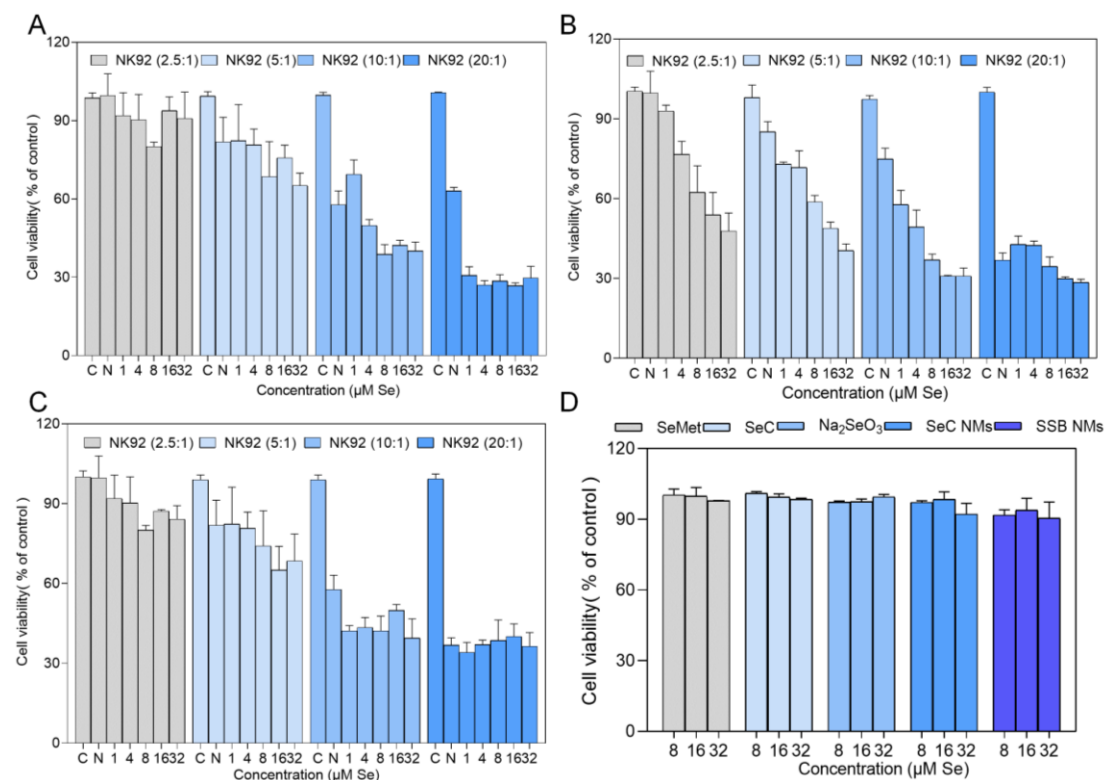 A
NK92 (2.5:1) NK92 (5:1) NK92 (10:1) NK92 (20:1)
120
90
60
30
0
Cell viability( % of control)
C N 1 4 8 1632 C N 1 4 8 1632 C N 1 4 8 1632 C N 1 4 8 1632
Concentration (μM Se)
B
NK92 (2.5:1) NK92 (5:1) NK92 (10:1) NK92 (20:1)
120
90
60
30
0
Cell viability( % of control)
C N 1 4 8 1632 C N 1 4 8 1632 C N 1 4 8 1632 C N 1 4 8 1632
Concentration (μM Se)
C
NK92 (2.5:1) NK92 (5:1) NK92 (10:1) NK92 (20:1)
120
90
60
30
0
Cell viability( % of control)
C N 1 4 8 1632 C N 1 4 8 1632 C N 1 4 8 1632 C N 1 4 8 1632
Concentration (μM Se)
D
SeMet SeC Na₂SeO₃ SeC NMs SSB NMs
120
90
60
30
0
Cell viability( % of control)
8 16 32 8 16 32 8 16 32 8 16 32 8 16 32
Concentration (μM Se)